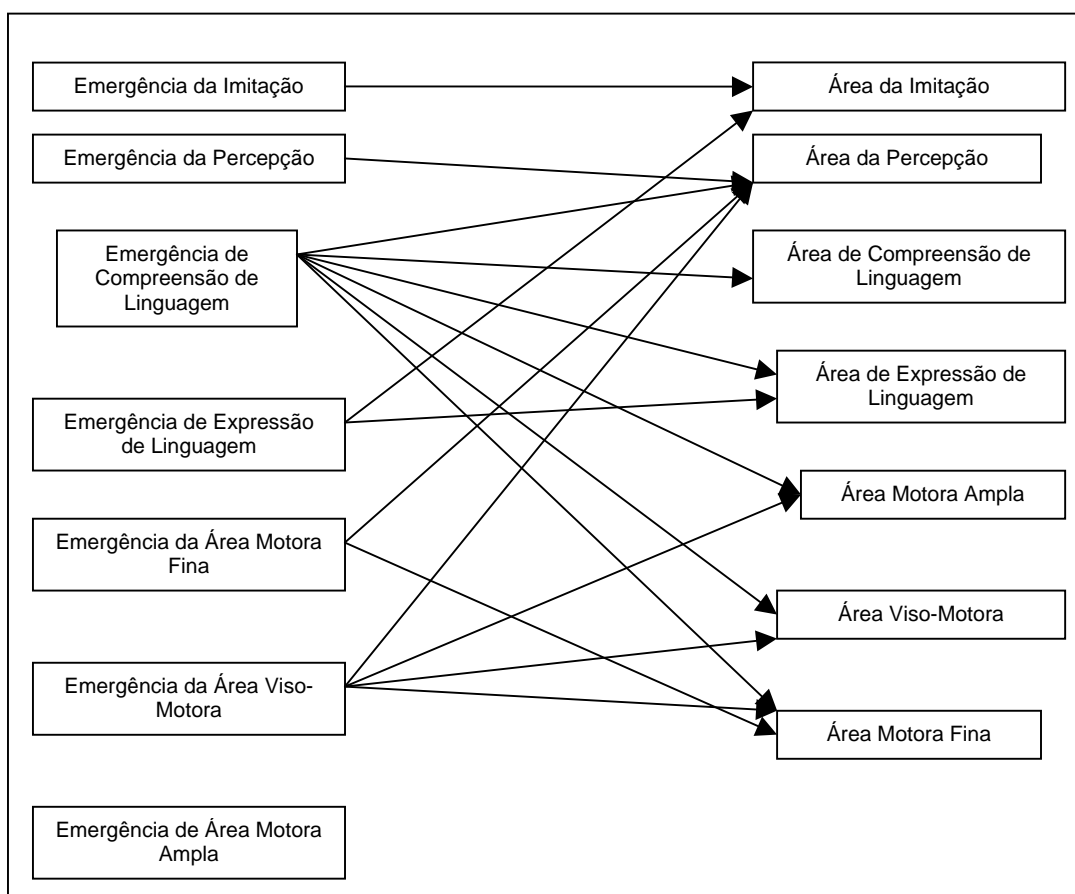 Emergência da Imitação
Área da Imitação
Emergência da Percepção
Área da Percepção
Emergência de
Compreensão de
Linguagem
Área de Compreensão de
Linguagem
Área de Expressão de
Linguagem
Emergência de Expressão
de Linguagem
Área Motora Ampla
Emergência da Área Motora
Fina
Área Viso-Motora
Emergência da Área Viso-
Motora
Área Motora Fina
Emergência de Área Motora
Ampla